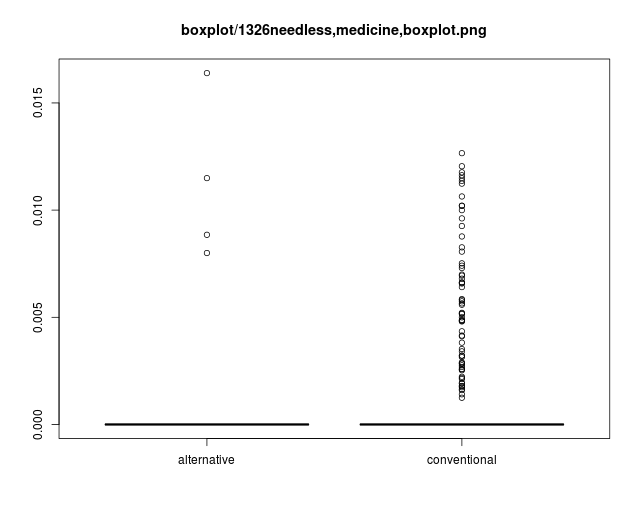 boxplot/1326needless,medicine,boxplot.png
0.015
0.010
0.005
0.000
alternative
conventional